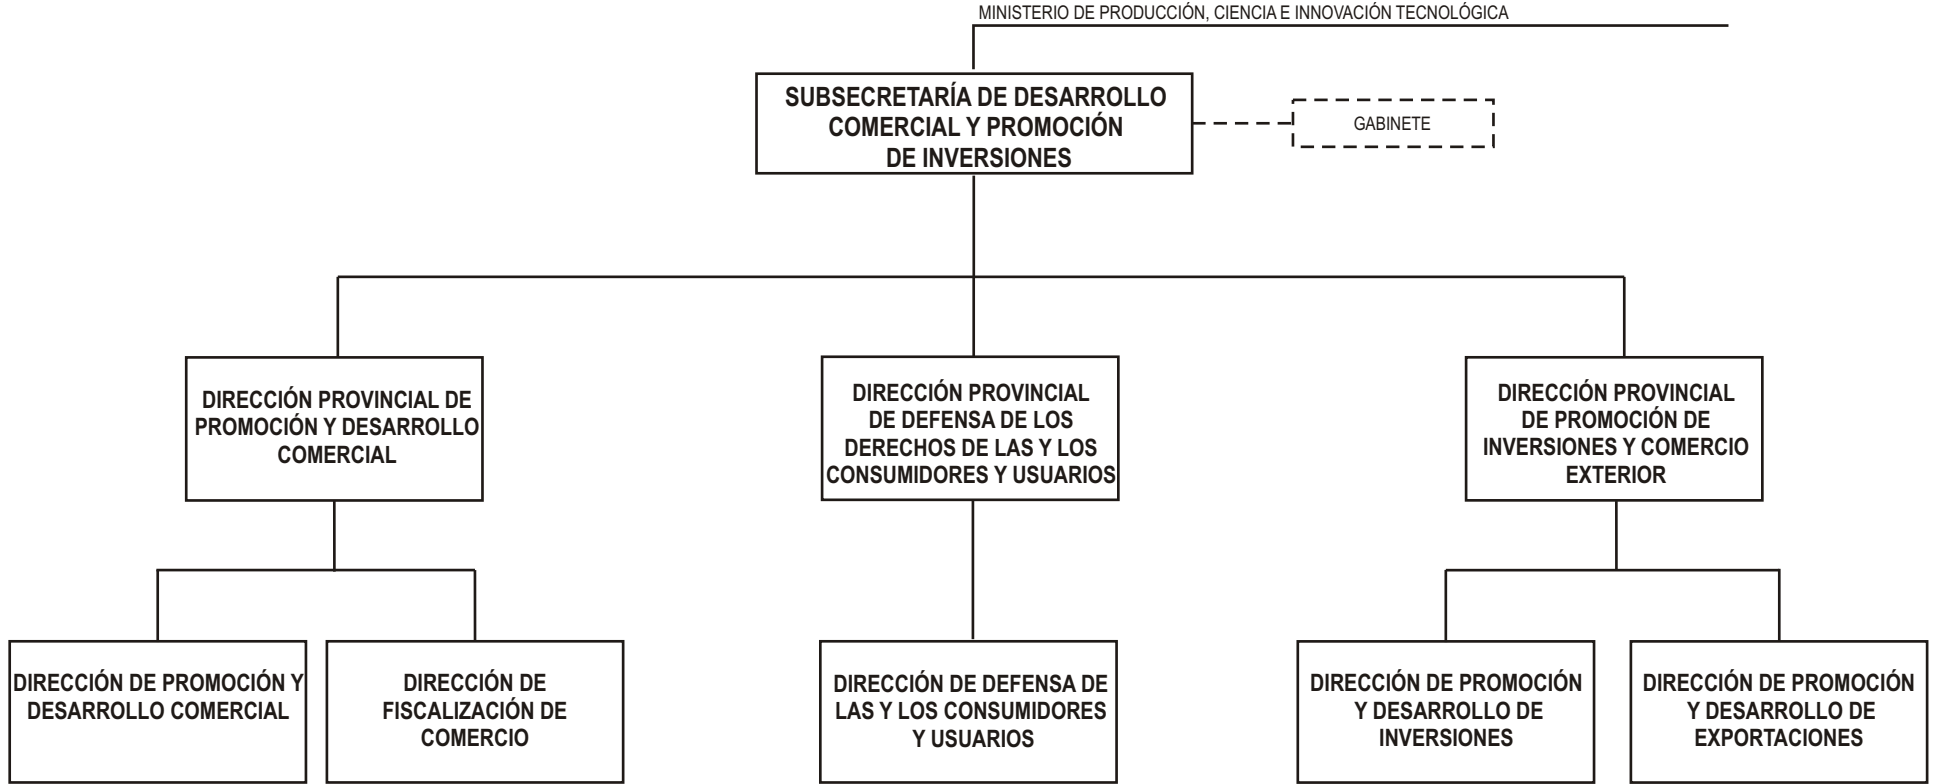 MINISTERIO DE PRODUCCIÓN, CIENCIA E INNOVACIÓN TECNOLÓGICA
SUBSECRETARÍA DE DESARROLLO
COMERCIAL Y PROMOCIÓN
DE INVERSIONES
GABINETE
DIRECCIÓN PROVINCIAL DE
PROMOCIÓN Y DESARROLLO
COMERCIAL
DIRECCIÓN PROVINCIAL
DE DEFENSA DE LOS
DERECHOS DE LAS Y LOS
CONSUMIDORES Y USUARIOS
DIRECCIÓN PROVINCIAL
DE PROMOCIÓN DE
INVERSIONES Y COMERCIO
EXTERIOR
DIRECCIÓN DE PROMOCIÓN Y
DESARROLLO COMERCIAL
DIRECCIÓN DE
FISCALIZACIÓN DE
COMERCIO
DIRECCIÓN DE DEFENSA DE
LAS Y LOS CONSUMIDORES
Y USUARIOS
DIRECCIÓN DE PROMOCIÓN
Y DESARROLLO DE
INVERSIONES
DIRECCIÓN DE PROMOCIÓN
Y DESARROLLO DE
EXPORTACIONES